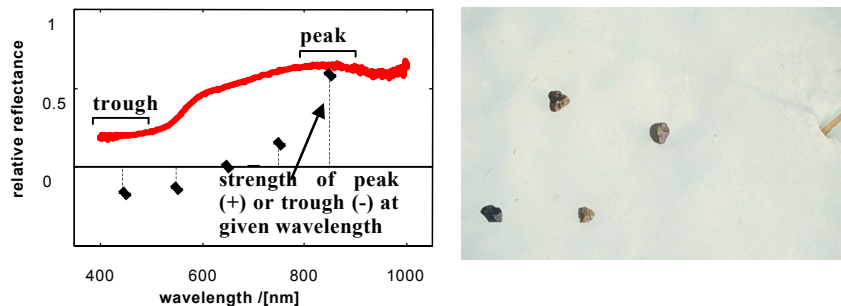 1
peak
0.5
trough
0
strength of peak
(+) or trough (-) at
given wavelength
relative reflectance
400 600 800 1000
wavelength /[nm]